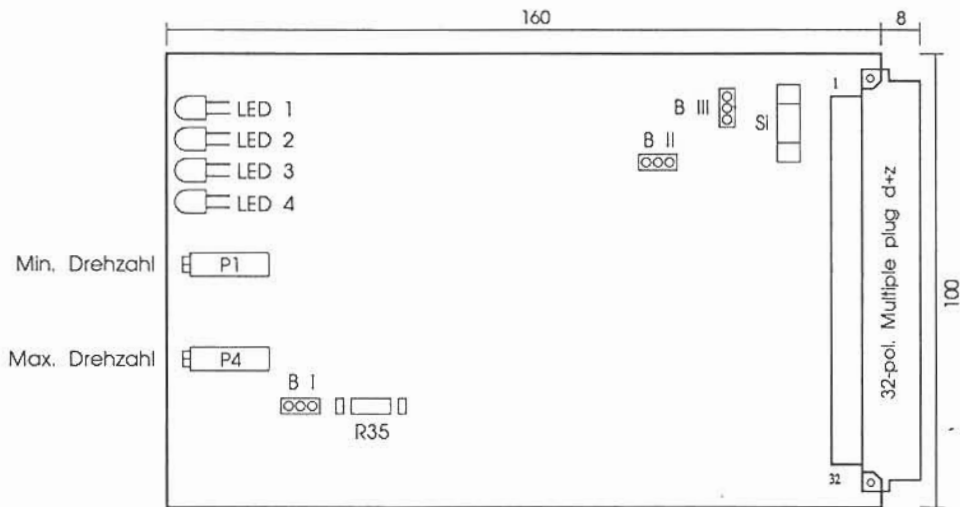 160
8
LED 1
LED 2
LED 3
LED 4
B III
B II
SI
1
Min. Drehzahl
P1
Max. Drehzahl
P4
B I
R35
32
32-pol. Multiple plug d+z
100